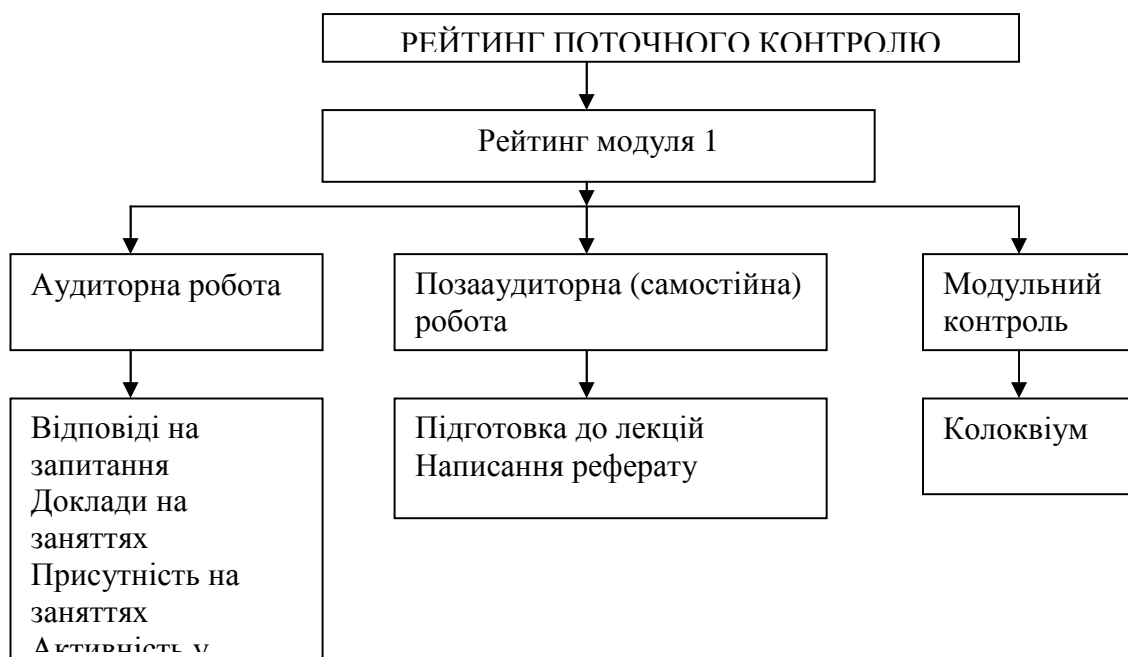 РЕЙТИНГ ПОТОЧНОГО КОНТРОЛЮ
Рейтинг модуля 1
Аудиторна робота
Позааудиторна (самостійна)
робота
Модульний
контроль
Відповіді на
запитання
Доклади на
заняттях
Присутність на
заняттях
Активність у
Підготовка до лекцій
Написання реферату
Колоквіум